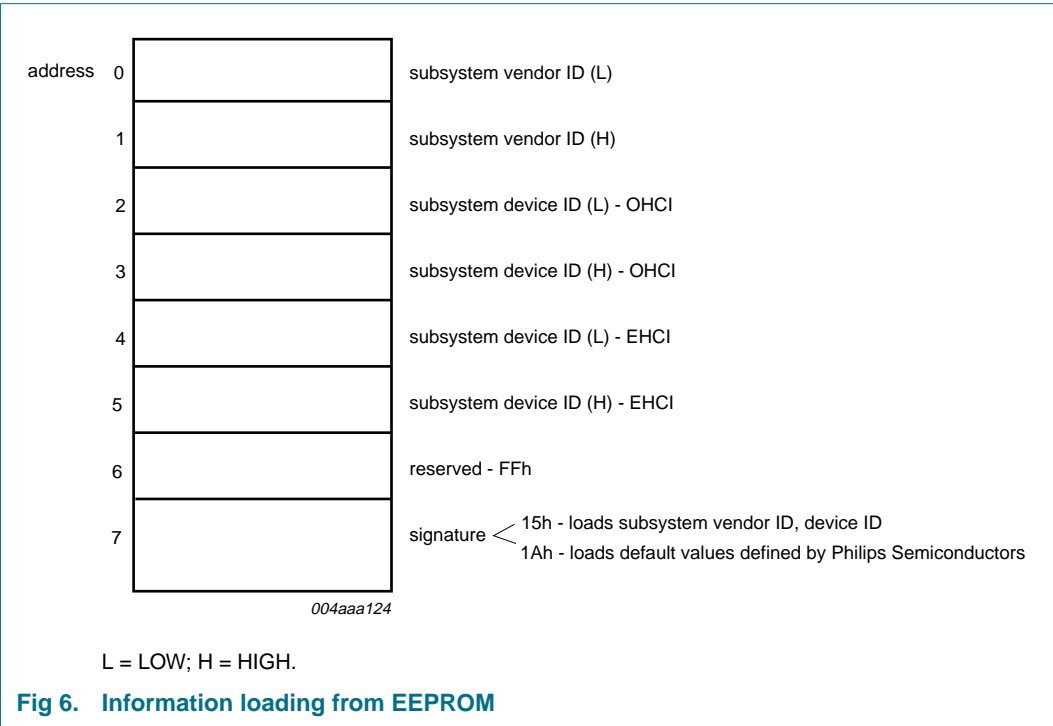 address 0 subsystem vendor ID (L)
1 subsystem vendor ID (H)
2 subsystem device ID (L) - OHCI
3 subsystem device ID (H) - OHCI
4 subsystem device ID (L) - EHCI
5 subsystem device ID (H) - EHCI
6 reserved - FFh
15h - loads subsystem vendor ID, device ID
7 signature
1Ah - loads default values defined by Philips Semiconductors
004aaa124
L = LOW; H = HIGH.
Fig 6. Information loading from EEPROM